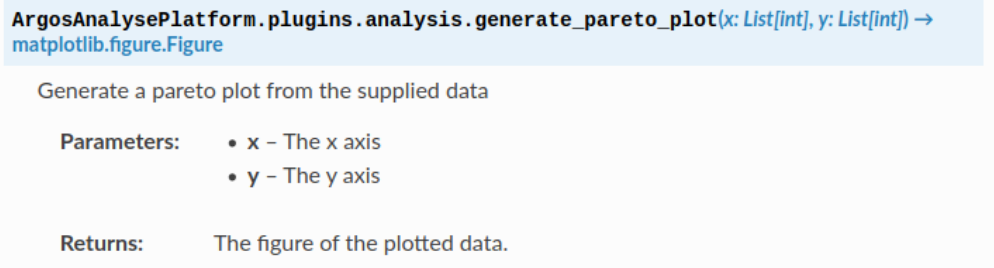 ArgosAnalysePlatform.plugins.analysis.generate_pareto_plot(x: List[int], y: List[int]) →
matplotlib.figure.Figure
Generate a pareto plot from the supplied data
Parameters: • x – The x axis
• y – The y axis
Returns: The figure of the plotted data.